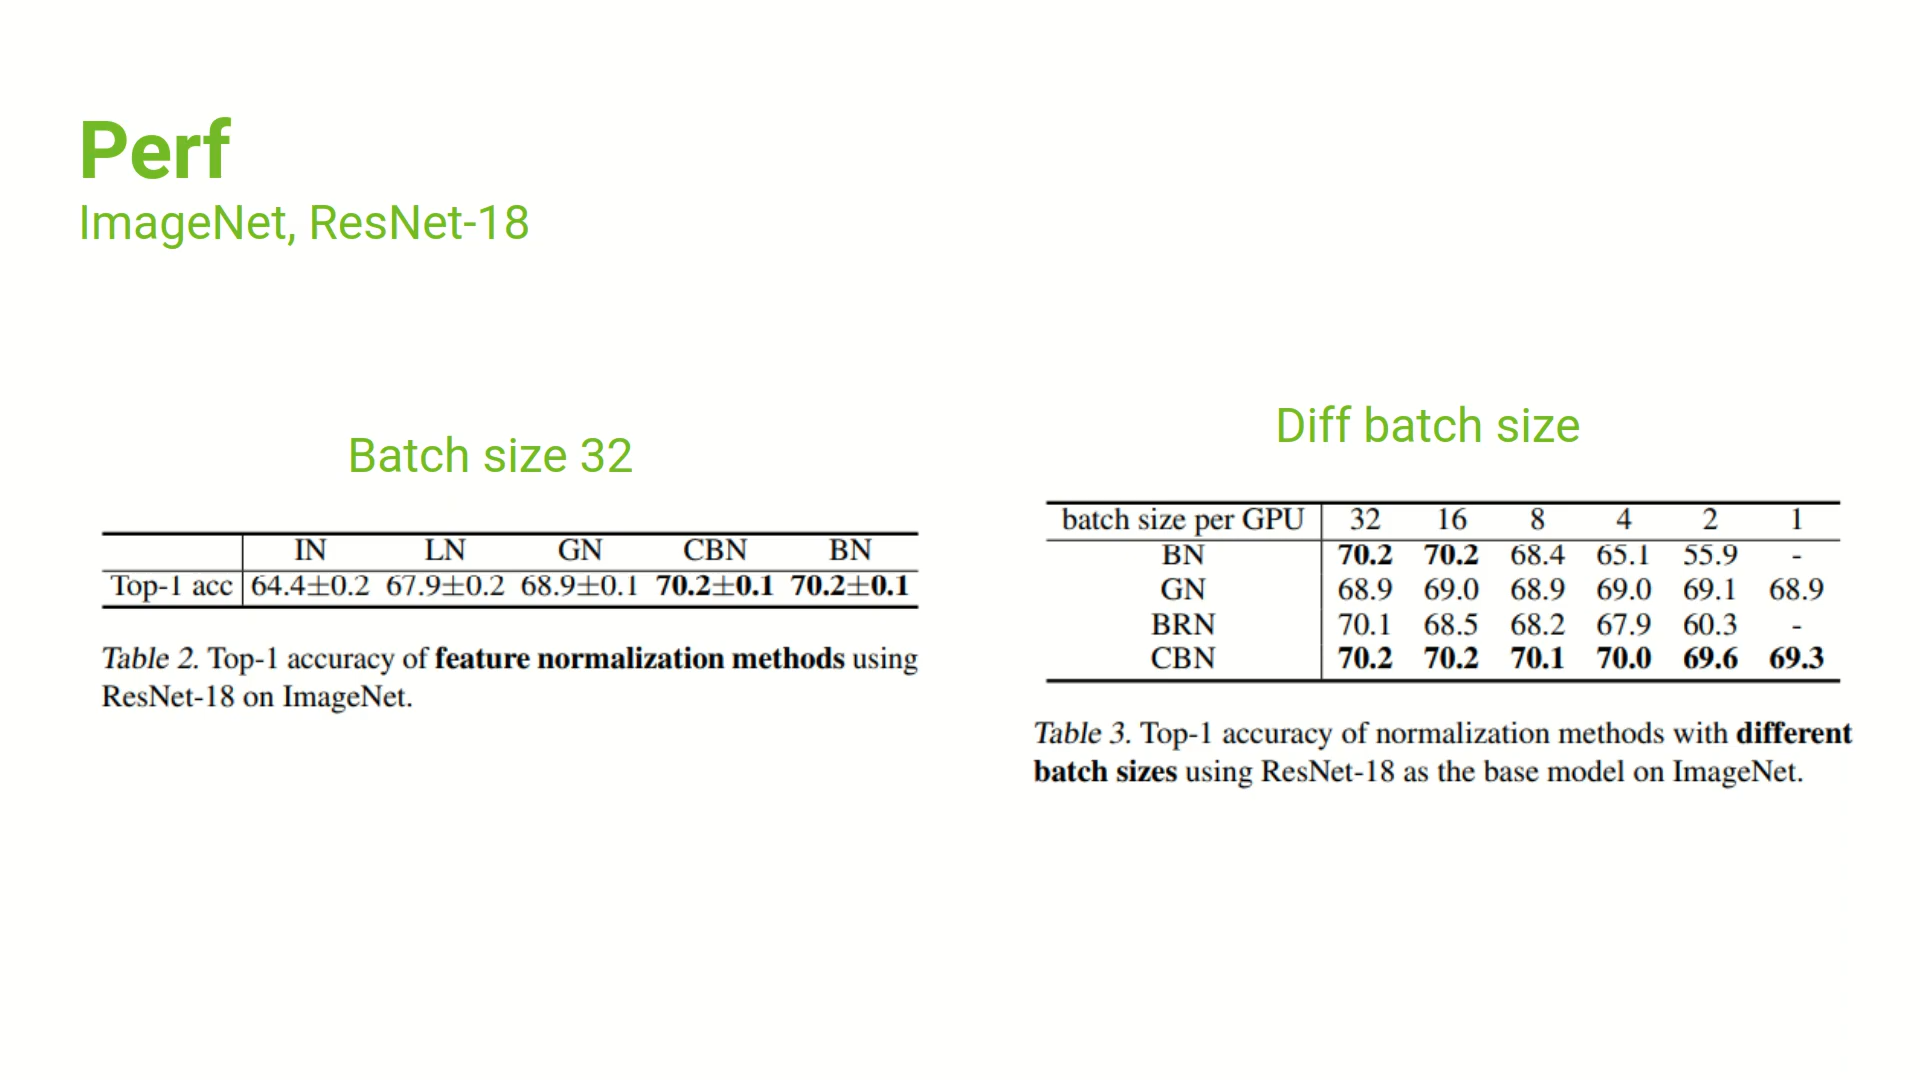 Perf
ImageNet, ResNet-18
Batch size 32
IN LN GN CBN BN
Top-1 acc 64.4±0.2 67.9±0.2 68.9±0.1 70.2±0.1 70.2±0.1
Table 2. Top-1 accuracy of feature normalization methods using
ResNet-18 on ImageNet.
Diff batch size
batch size per GPU 32 16 8 4 2 1
BN 70.2 70.2 68.4 65.1 55.9 -
GN 68.9 69.0 68.9 69.0 69.1 68.9
BRN 70.1 68.5 68.2 67.9 60.3 -
CBN 70.2 70.2 70.1 70.0 69.6 69.3
Table 3. Top-1 accuracy of normalization methods with different
batch sizes using ResNet-18 as the base model on ImageNet.